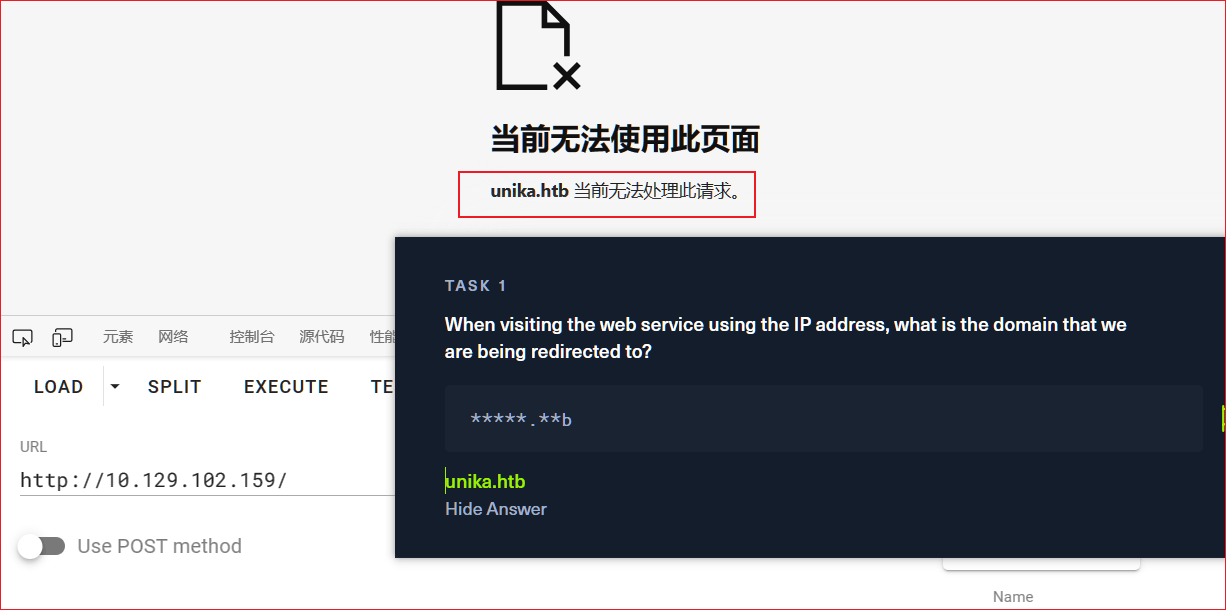 当前无法使用此页面
unika.htb 当前无法处理此请求。
TASK 1
When visiting the web service using the IP address, what is the domain that we
are being redirected to?
*****.**b
unika.htb
Hide Answer
元素 网络 控制台 源代码 性能
LOAD SPLIT EXECUTE
URL
http://10.129.102.159/
Use POST method
Name